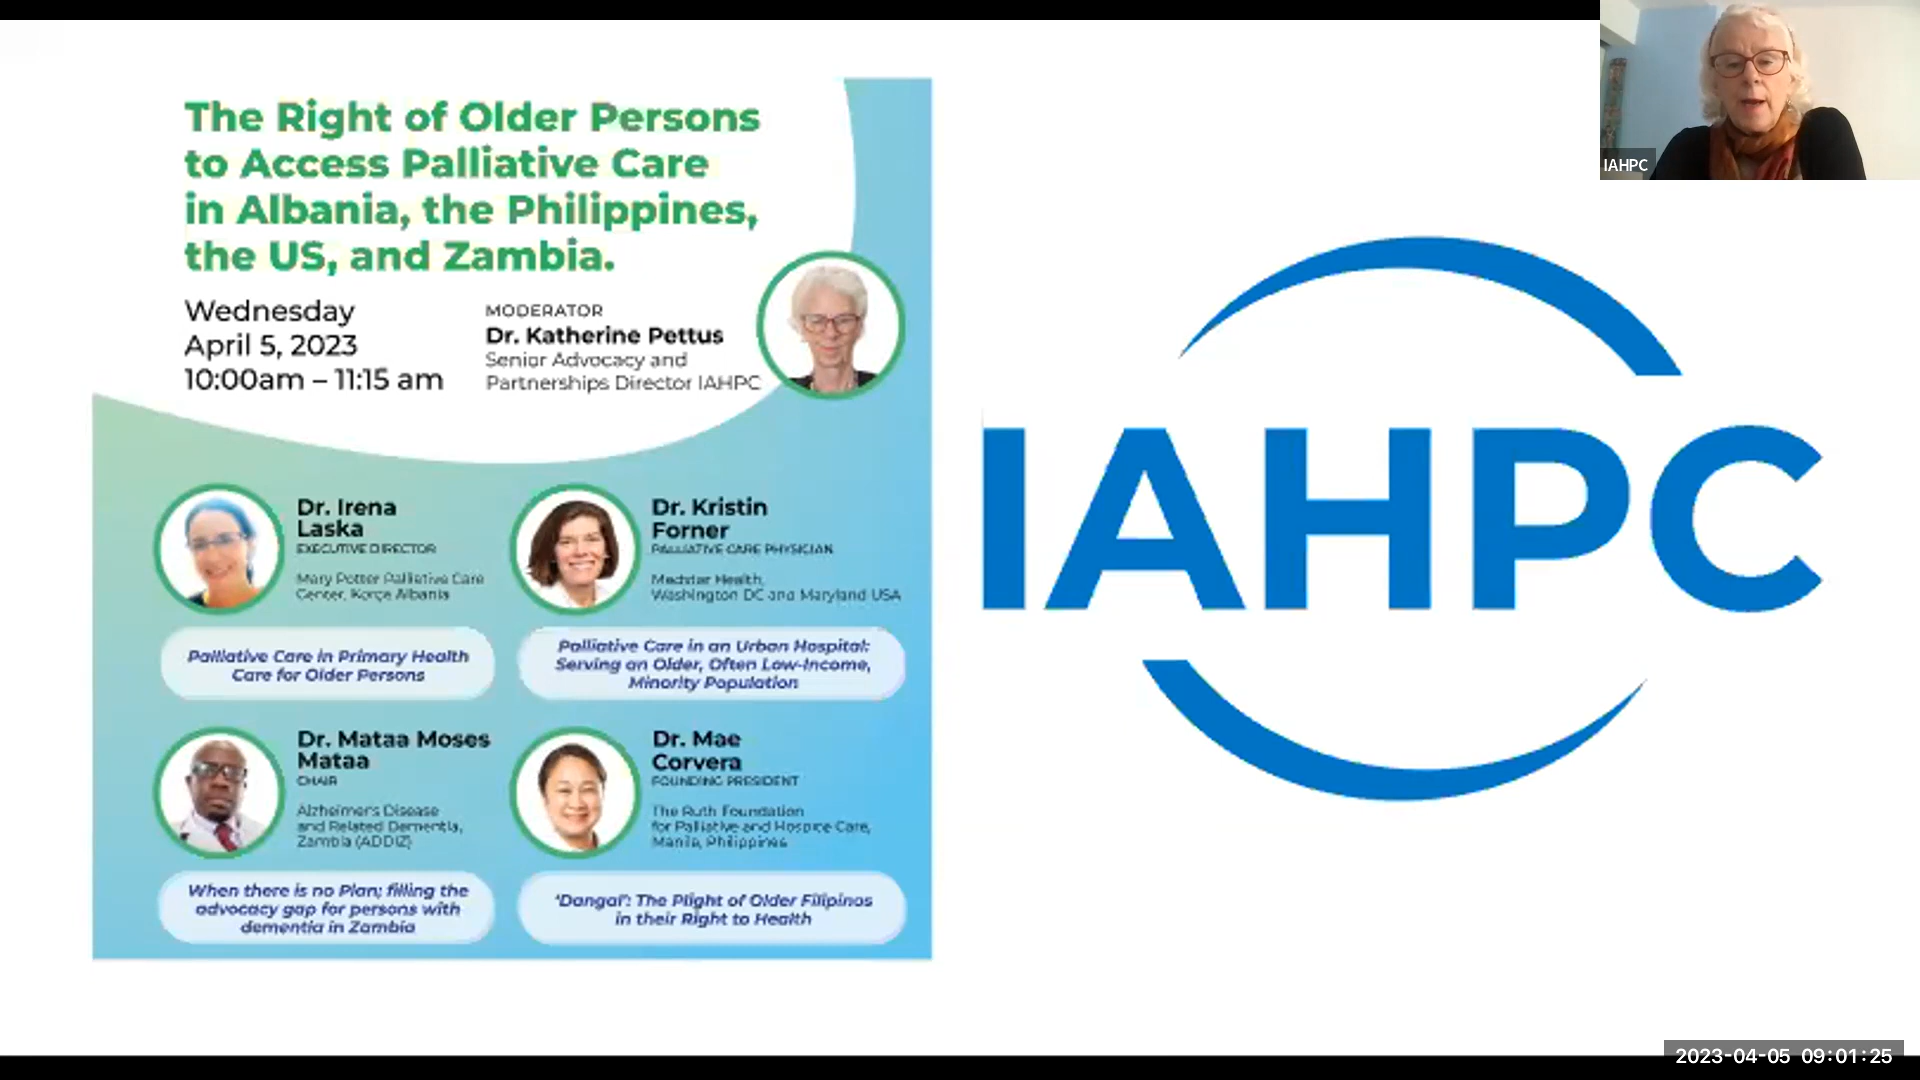 The Right of Older Persons
to Access Palliative Care
in Albania, the Philippines,
the US, and Zambia.
Wednesday
April 5, 2023
10:00am – 11:15 am
MODERATOR
Dr. Katherine Pettus
Senior Advocacy and
Partnerships Director IAHPC
Dr. Irena
Laska
EXECUTIVE DIRECTOR
Mary Potter Palliative Care
Center, Korçe Albania
Palliative Care in Primary Health
Care for Older Persons
Dr. Kristin
Forner
PALLIATIVE CARE PHYSICIAN
Medstar Health,
Washington DC and Maryland USA
Palliative Care in an Urban Hospital:
Serving an Older, Often Low-Income,
Minority Population
Dr. Mataa Moses
Mataa
CHAIR
Alzheimer's Disease
and Related Dementia,
Zambia (ADDIZ)
When there is no Plan; filling the
advocacy gap for persons with
dementia in Zambia
Dr. Mae
Corvera
FOUNDING PRESIDENT
The Ruth Foundation
for Palliative and Hospice Care,
Manila, Philippines
'Dangal': The Plight of Older Filipinos
in their Right to Health
IAHPC
IAHPC
2023-04-05 09:01:25